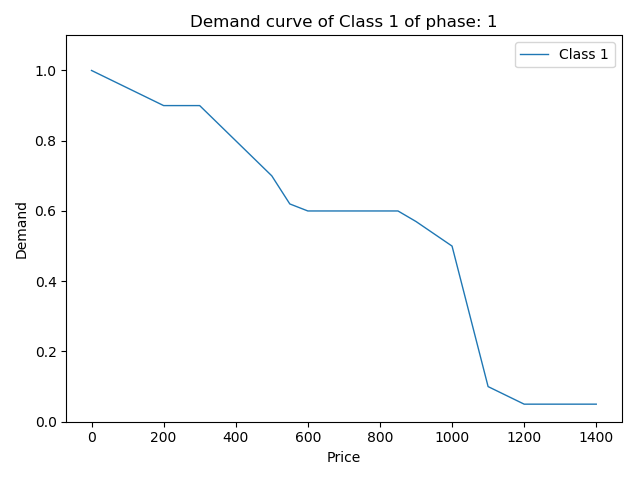 Demand curve of Class 1 of phase: 1
Class 1
1.0
0.8
0.6
0.4
0.2
0.0
Demand
0 200 400 600 800 1000 1200 1400
Price